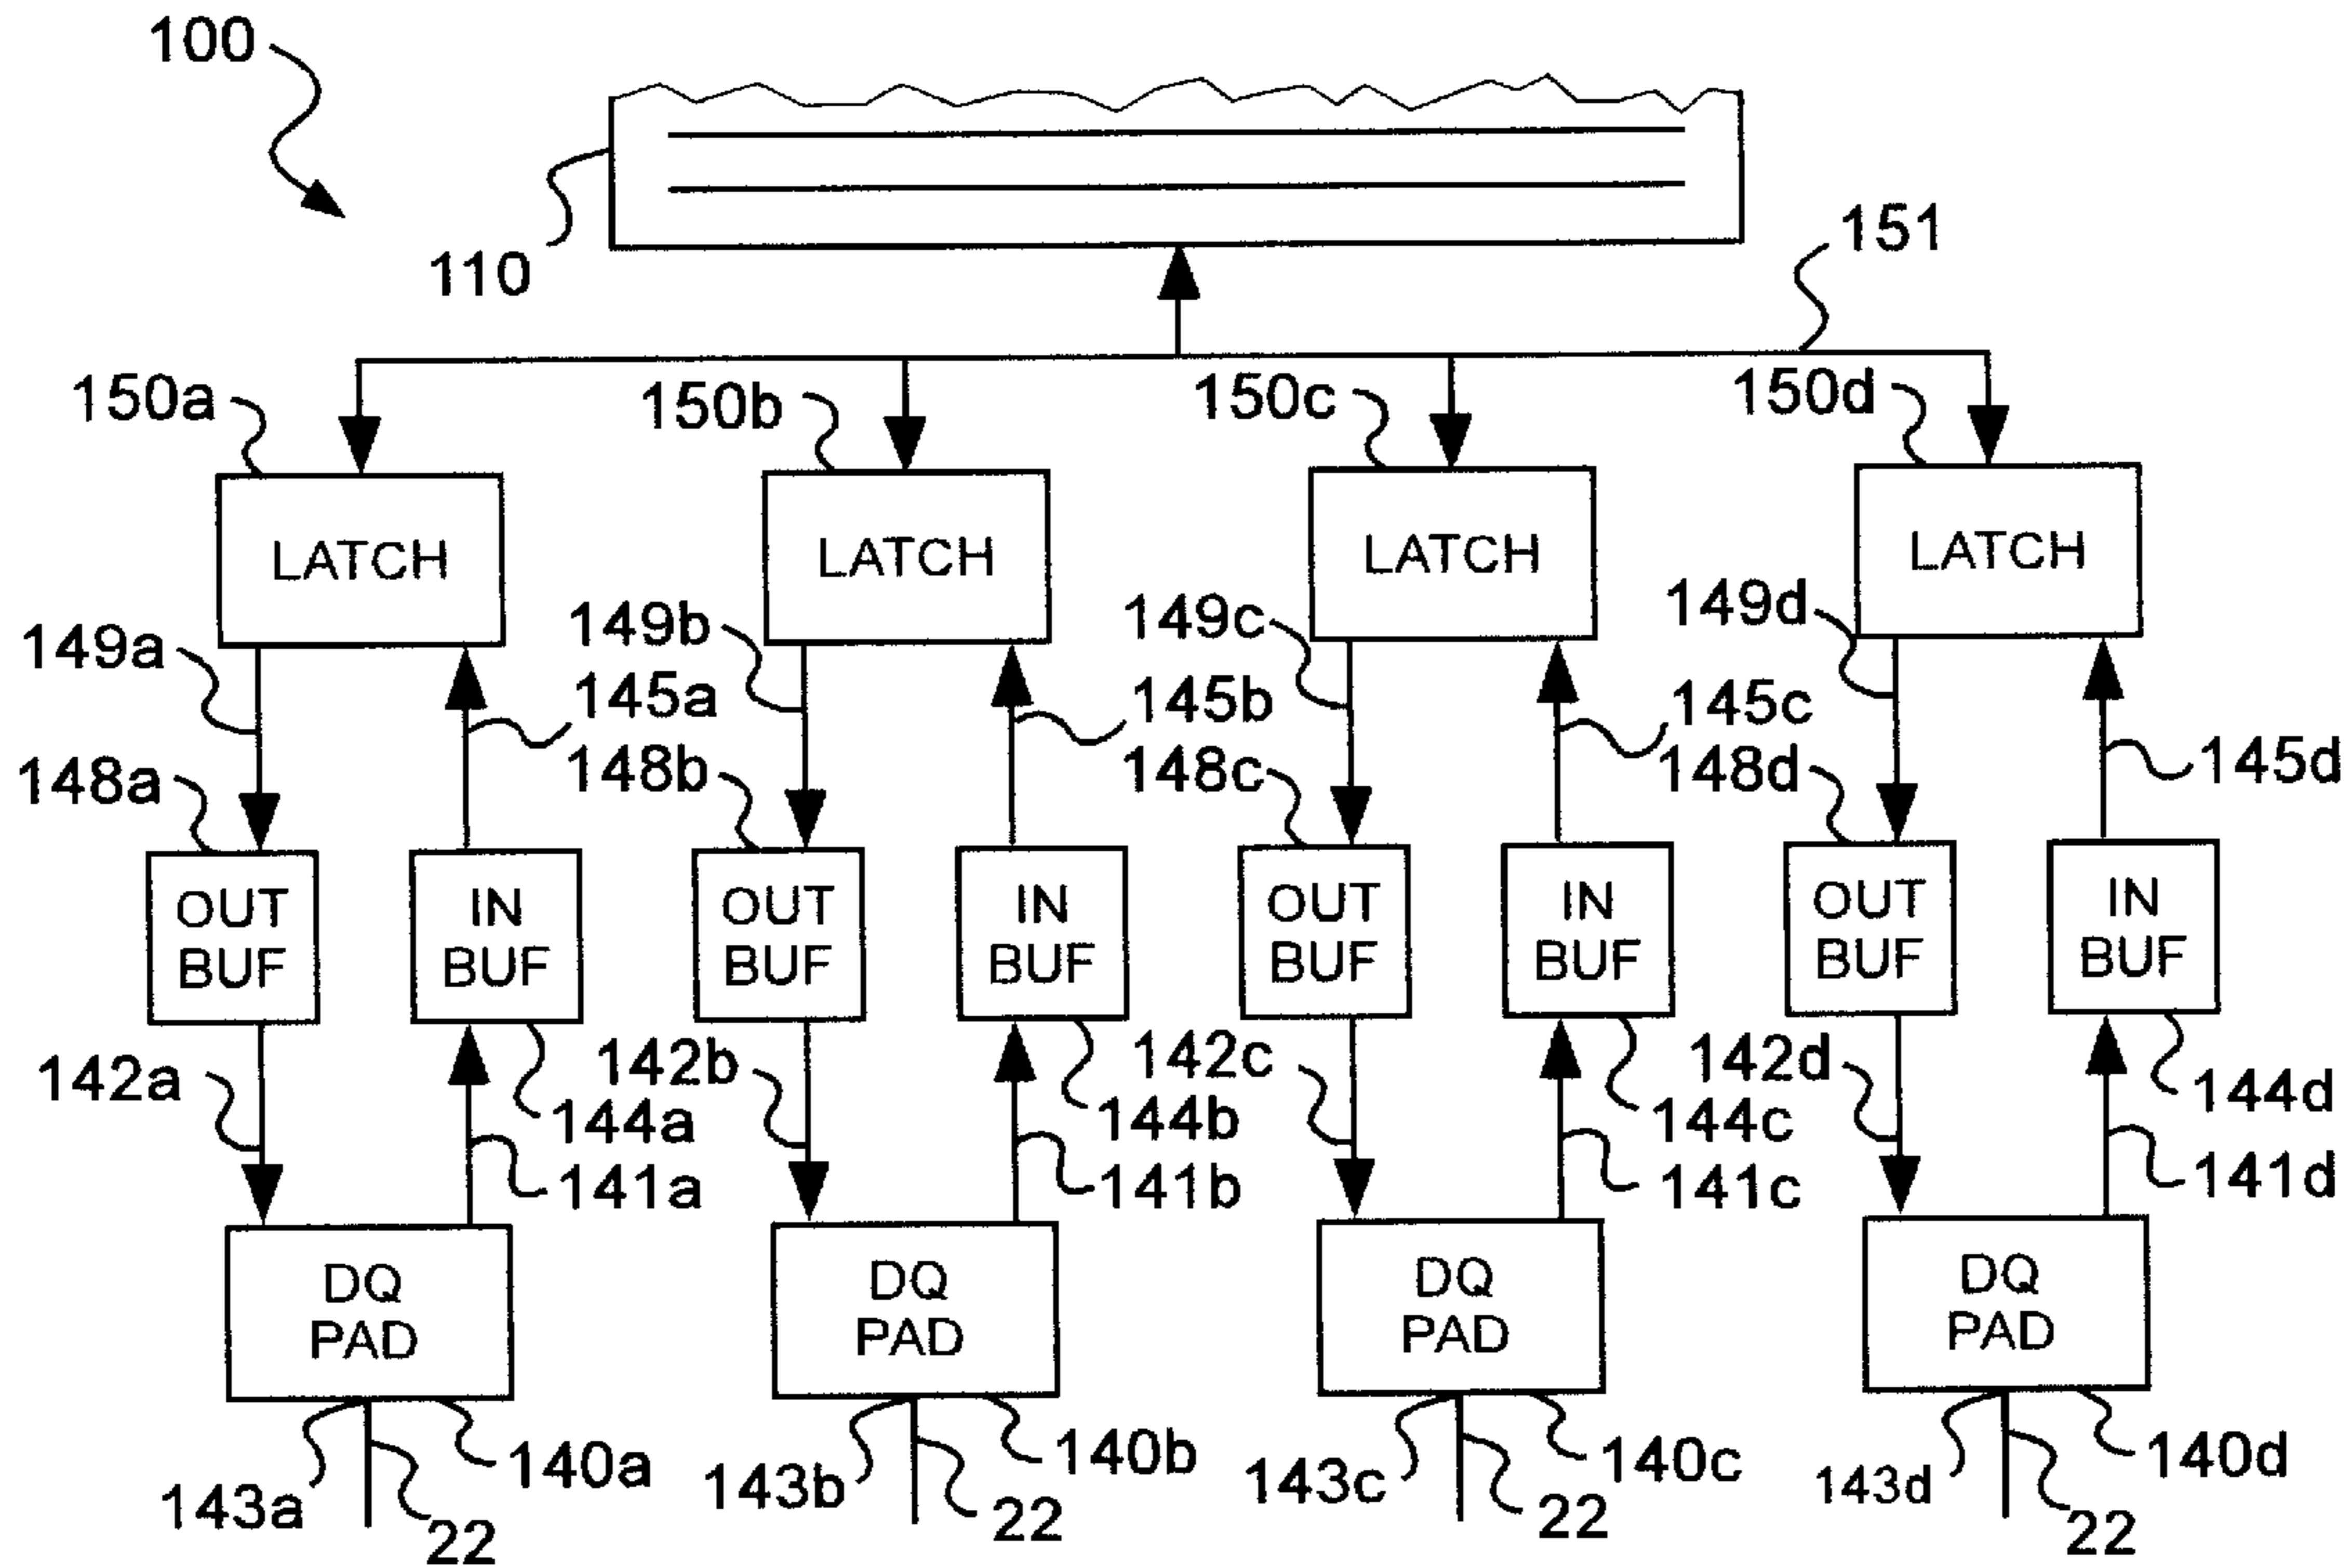 100
110
151
150a
150b
150c
150d
LATCH
LATCH
LATCH
LATCH
149a
149b
149c
149d
145a
145b
145c
145d
148a
148b
148c
148d
OUT
BUF
IN
BUF
OUT
BUF
IN
BUF
OUT
BUF
IN
BUF
OUT
BUF
IN
BUF
142a
142b
142c
142d
144a
144b
144c
144d
141a
141b
141c
141d
DQ
PAD
DQ
PAD
DQ
PAD
DQ
PAD
143a
22
140a
143b
22
140b
143c
22
140c
143d
22
140d